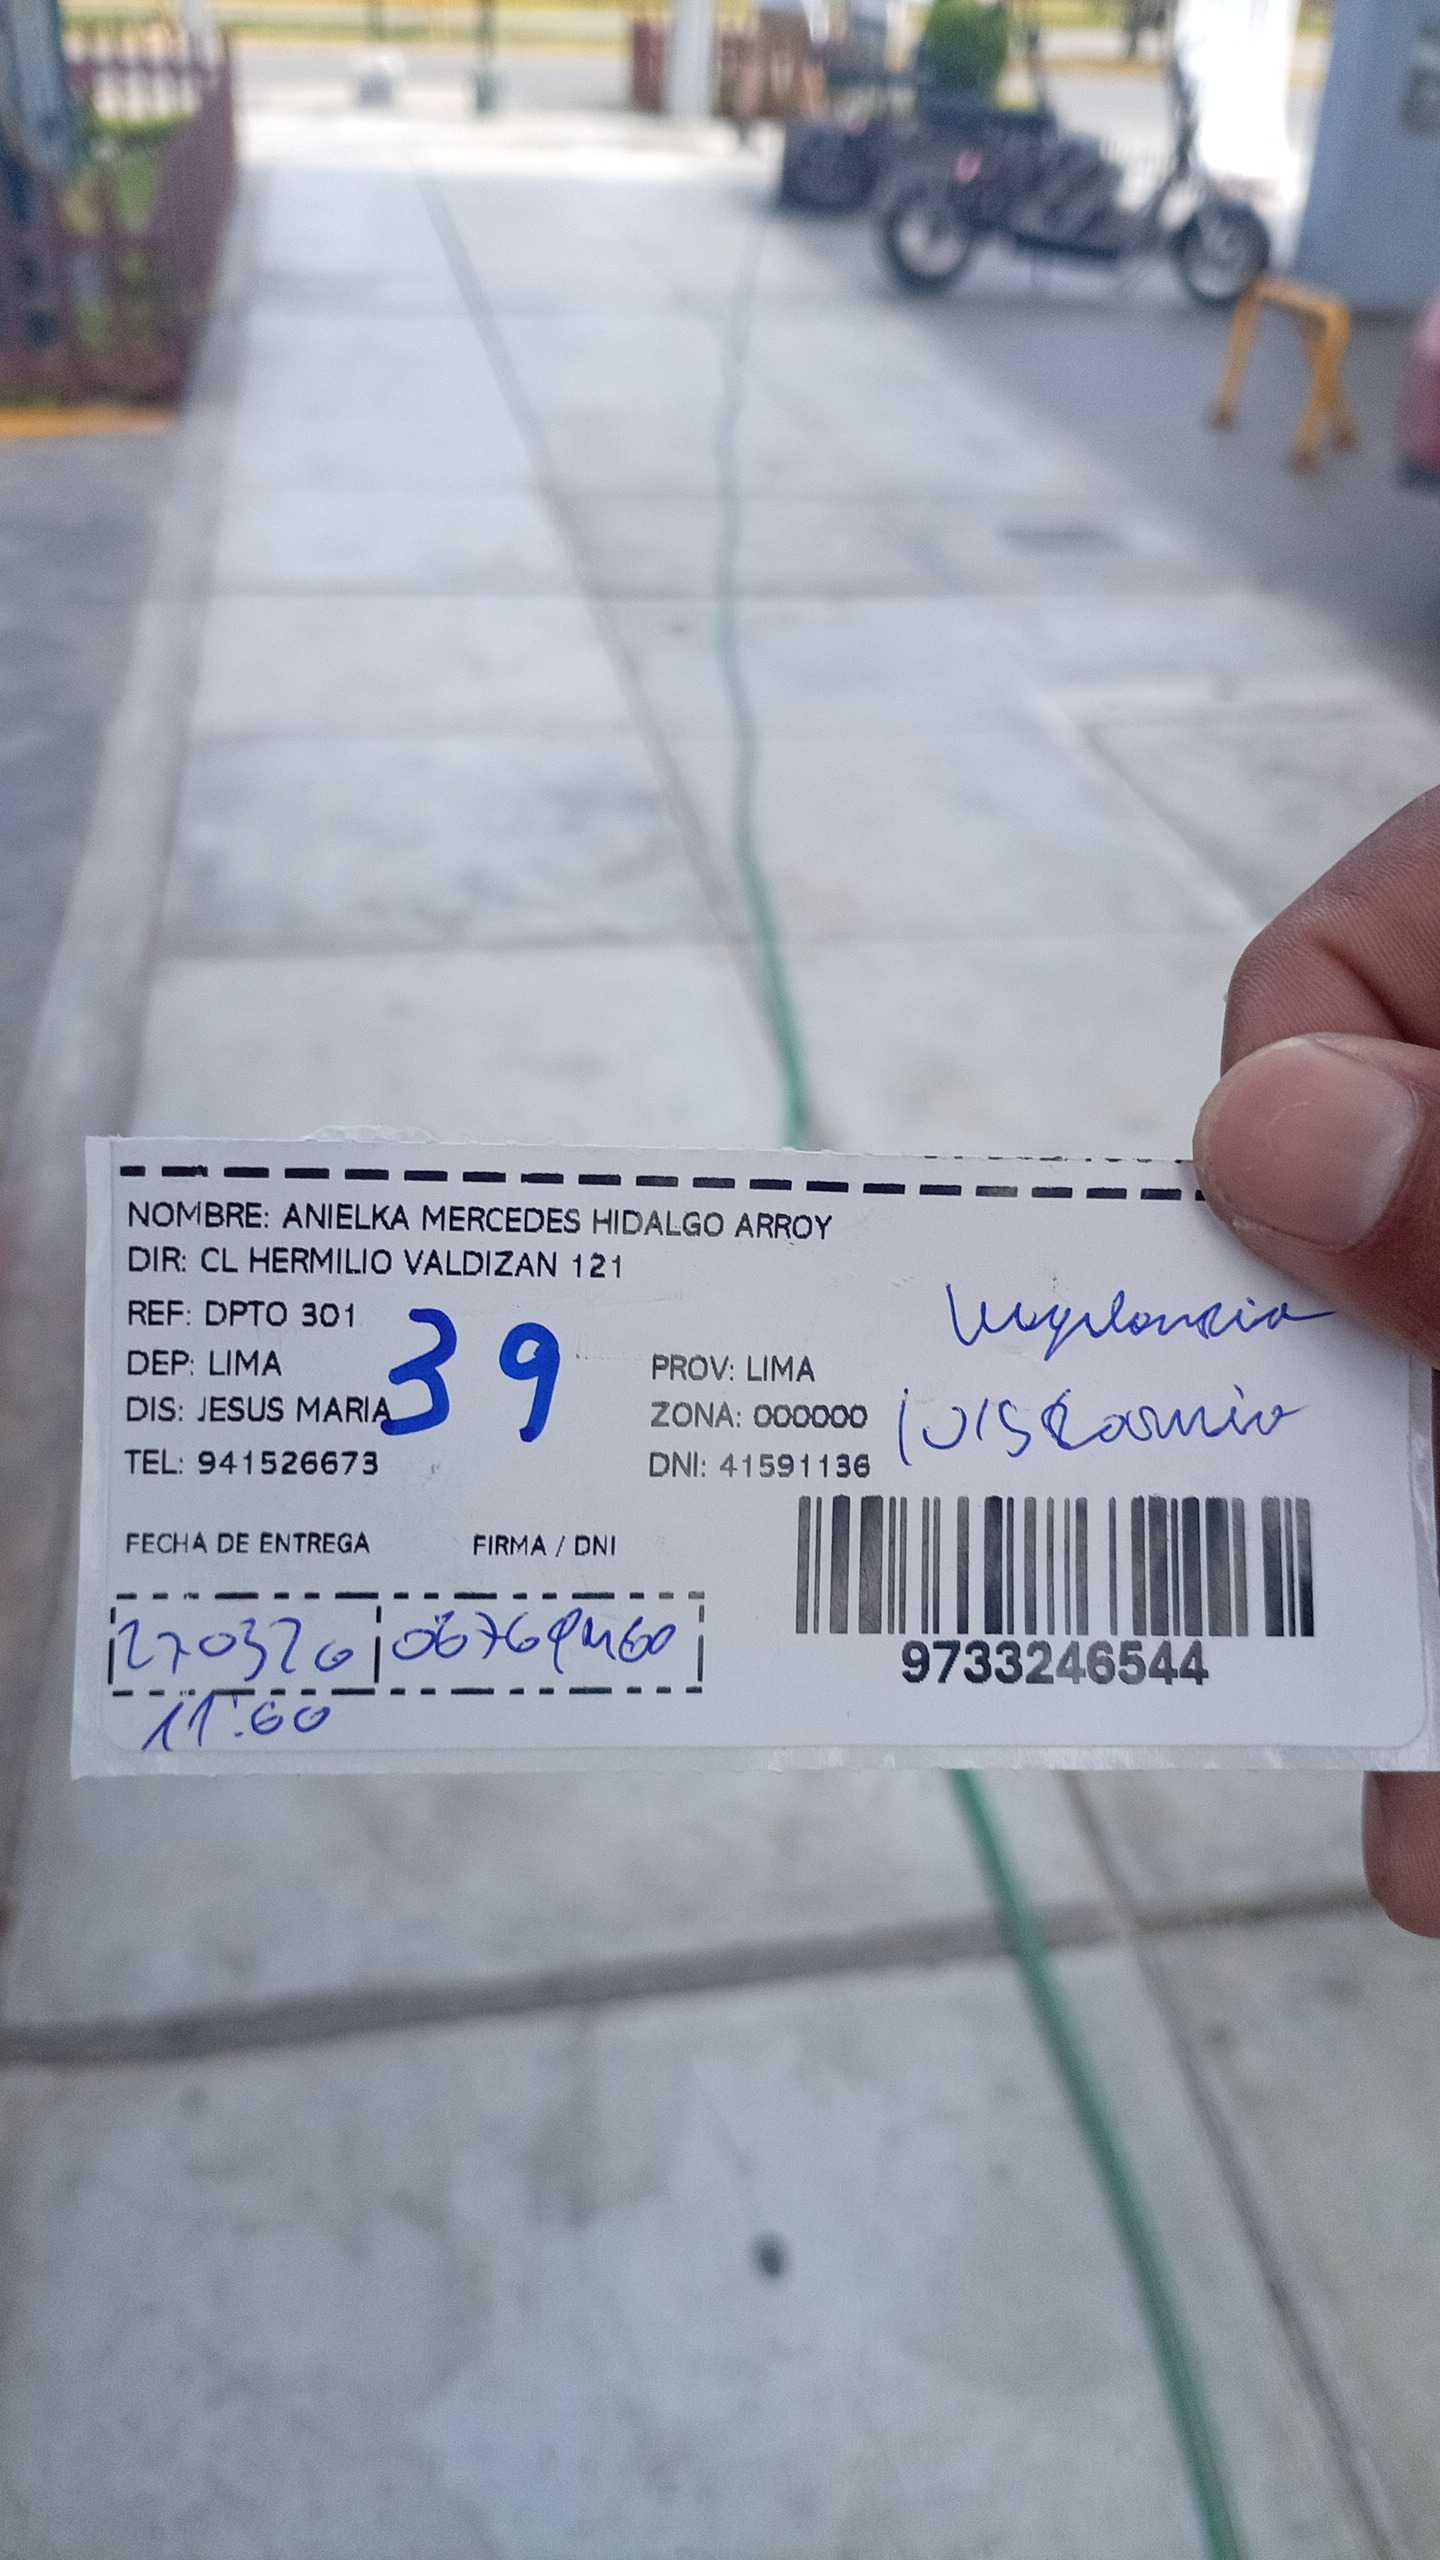 NOMBRE: ANIELKA MERCEDES HIDALGO ARROY
DIR: CL HERMILIO VALDIZAN 121
REF: DPTO 301
39
DEP: LIMA
PROV: LIMA
DIS: JESUS MARIA
ZONA: 000000
TEL: 941526673
DNI: 41591136
FECHA DE ENTREGA
FIRMA / DNI
11:00
9733246544